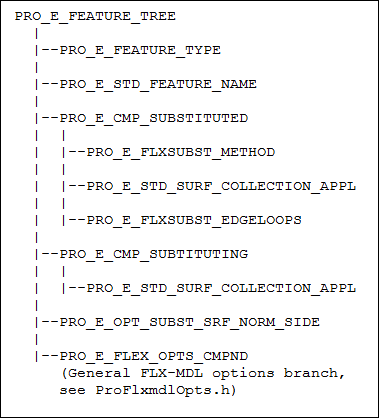 PRO_E_FEATURE_TREE
|
|--PRO_E_FEATURE_TYPE
|
|--PRO_E_STD_FEATURE_NAME
|
|--PRO_E_CMP_SUBSTITUTED
|  |
|  |--PRO_E_FLXSUBST_METHOD
|  |
|  |--PRO_E_STD_SURF_COLLECTION_APPL
|  |
|  |--PRO_E_FLXSUBST_EDGELOOPS
|
|--PRO_E_CMP_SUBTITUTING
|  |
|  |--PRO_E_STD_SURF_COLLECTION_APPL
|
|--PRO_E_OPT_SUBST_SRF_NORM_SIDE
|
|--PRO_E_FLEX_OPTS_CMPND
(General FLX-MDL options branch,
see ProFlxmdlOpts.h)